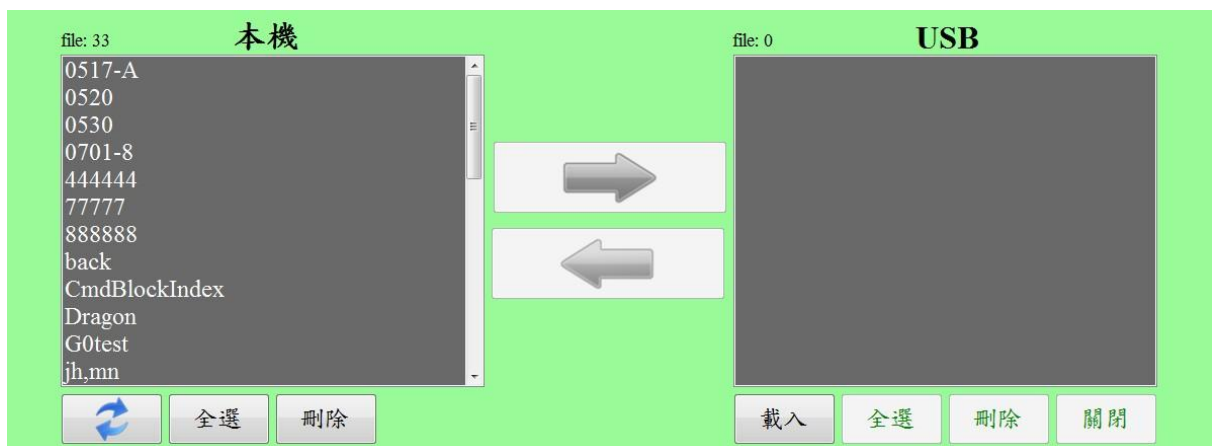 file: 33
本機
0517-A
0520
0530
0701-8
444444
77777
888888
back
CmdBlockIndex
Dragon
G0test
jh,mn
全選
刪除
file: 0
USB
載入
全選
刪除
關閉